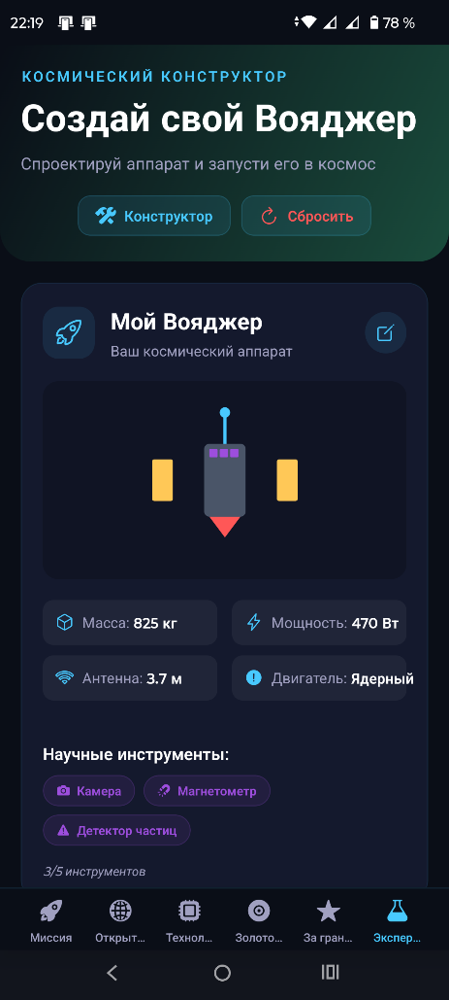 22:19
78 %
КОСМИЧЕСКИЙ КОНСТРУКТОР
Создай свой Вояджер
Спроектируй аппарат и запусти его в космос
Конструктор
Сбросить
Мой Вояджер
Ваш космический аппарат
Масса: 825 кг
Мощность: 470 Вт
Антенна: 3.7 м
Двигатель: Ядерный
Научные инструменты:
Камера
Магнетометр
Детектор частиц
3/5 инструментов
Миссия
Открыт...
Технол...
Золото...
За гран...
Экспер...